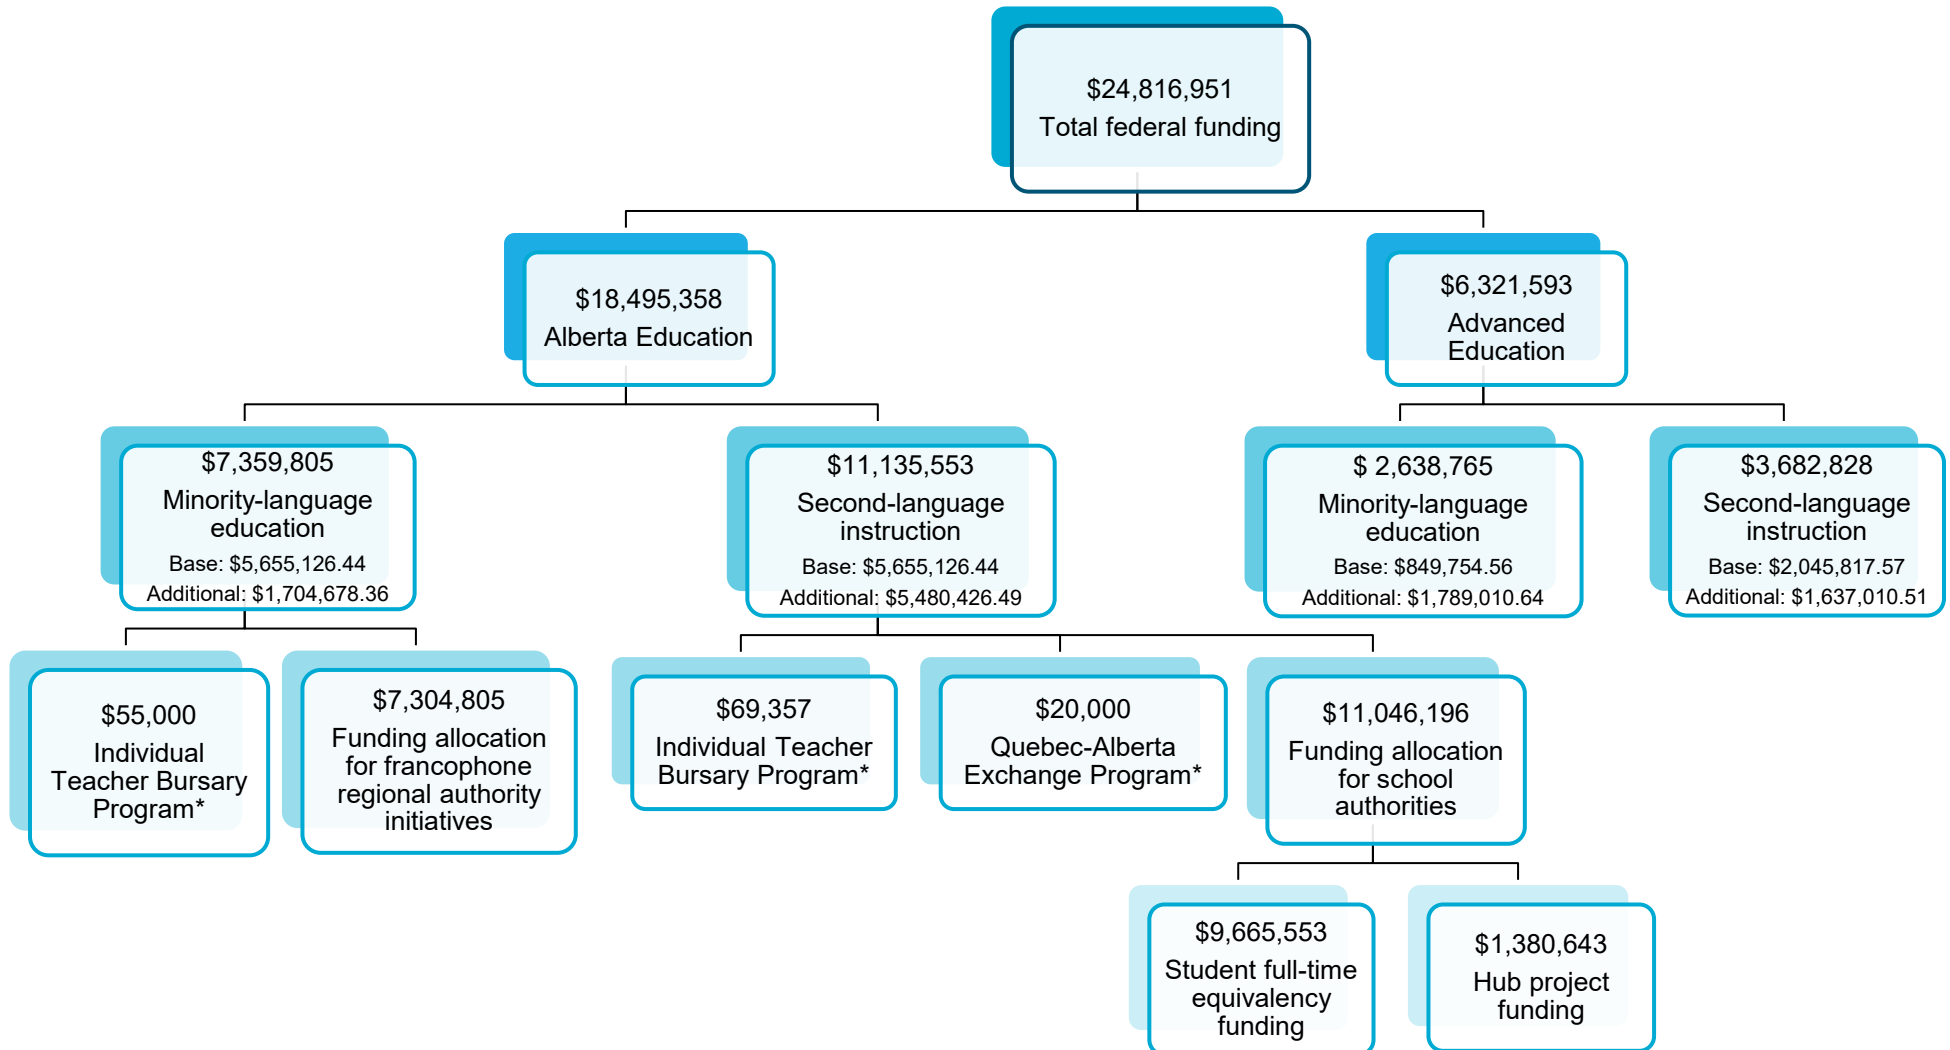 $24,816,951
Total federal funding
$18,495,358
Alberta Education
$6,321,593
Advanced
Education
$7,359,805
Minority-language
education
Base: $5,655,126.44
Additional: $1,704,678.36
$11,135,553
Second-language
instruction
Base: $5,655,126.44
Additional: $5,480,426.49
$ 2,638,765
Minority-language
education
Base: $849,754.56
Additional: $1,789,010.64
$3,682,828
Second-language
instruction
Base: $2,045,817.57
Additional: $1,637,010.51
$55,000
Individual
Teacher Bursary
Program*
$7,304,805
Funding allocation
for francophone
regional authority
initiatives
$69,357
Individual Teacher
Bursary Program*
$20,000
Quebec-Alberta
Exchange Program*
$11,046,196
Funding allocation
for school
authorities
$9,665,553
Student full-time
equivalency
funding
$1,380,643
Hub project
funding